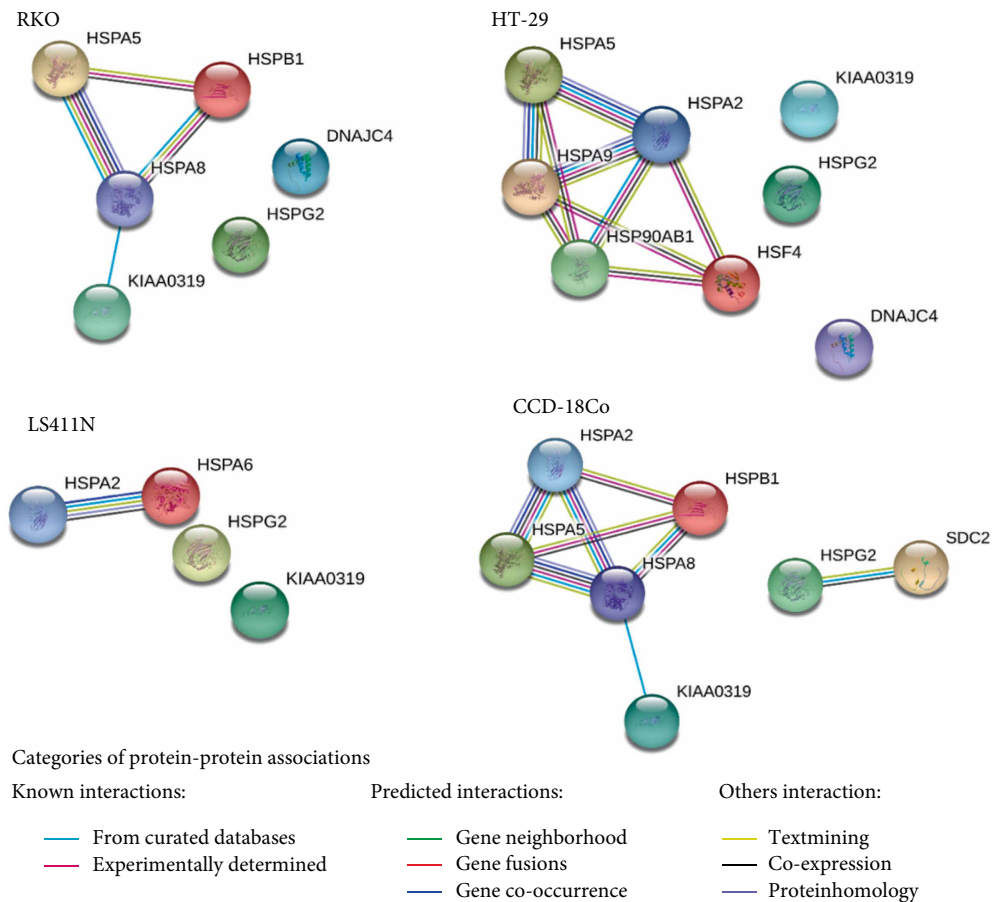 RKO
HSPA5
HSPB1
DNAJC4
HSPA8
HSPG2
KIAA0319
HT-29
HSPA5
KIAA0319
HSPA2
HSPA9
HSPG2
HSP90AB1
HSF4
DNAJC4
LS411N
HSPA6
HSPA2
HSPG2
KIAA0319
CCD-18Co
HSPA2
HSPB1
HSPA5
SDC2
HSPG2
HSPA8
KIAA0319
Categories of protein-protein associations
Known interactions:
From curated databases
Experimentally determined
Predicted interactions:
Gene neighborhood
Gene fusions
Gene co-occurrence
Others interaction:
Textmining
Co-expression
Proteinhomology